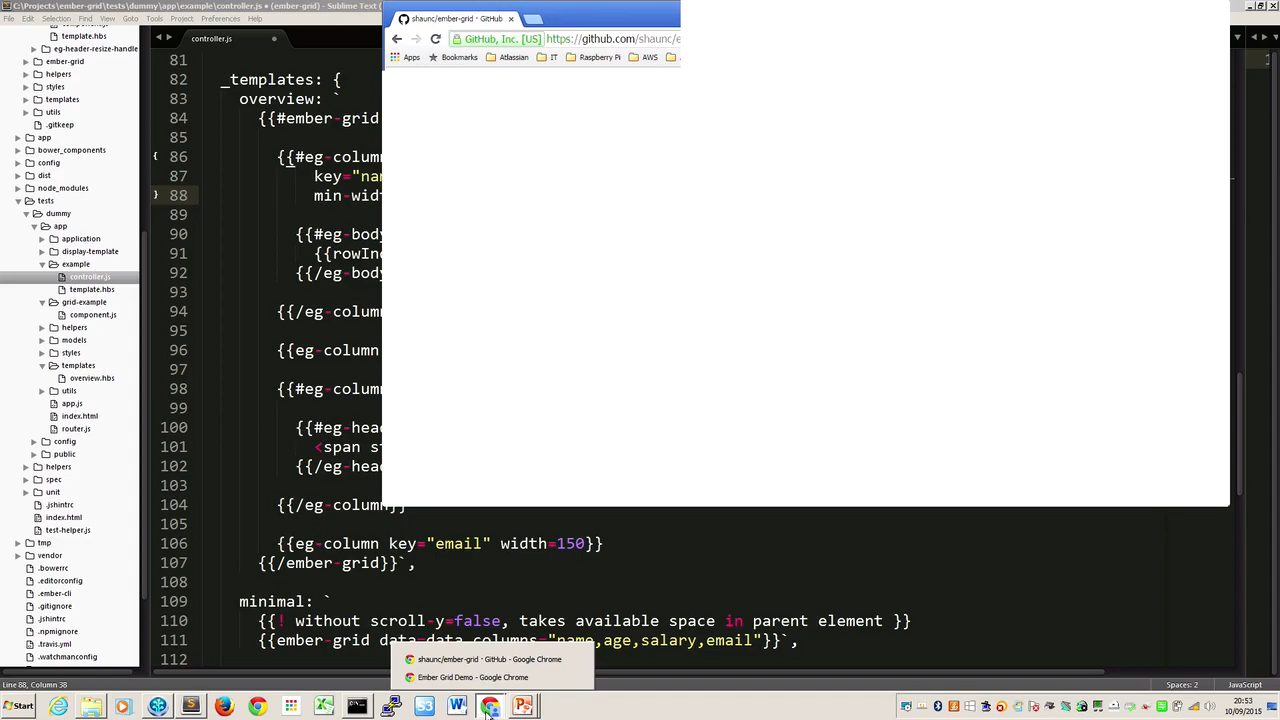 C:\Projects\ember-grid\tests\dummy\app\example\controller.js (ember-grid) - Sublime Text
File Edit Selection Find View Goto Tools Project Preferences Help
template.hbs
eg-header-resize-handle
ember-grid
helpers
styles
templates
utils
.gitkeep
app
bower_components
config
dist
node_modules
tests
dummy
app
application
display-template
example
controller.js
template.hbs
grid-example
component.js
helpers
models
styles
templates
overview.hbs
utils
app.js
index.html
router.js
config
public
helpers
spec
unit
.jshintrc
index.html
test-helper.js
tmp
vendor
.bowerrc
.editorconfig
.ember-cli
.gitignore
.jshintrc
.npmignore
.travis.yml
.watchmanconfig
controller.js
81
82 _templates: {
83 overview: `
84 {{#ember-grid
85
86 {{#eg-colum
87 key="na
88 min-widt
89
90 {{#eg-body
91 {{rowInd
92 {{/eg-body
93
94 {{/eg-colum
95
96 {{eg-column
97
98 {{#eg-colum
99
100 {{#eg-head
101 <span st
102 {{/eg-head
103
104 {{/eg-column}}
105
106 {{eg-column key="email" width=150}}
107 {{/ember-grid}}`,
108
109 minimal: `
110 {{! without scroll-y=false, takes available space in parent element }}
111 {{ember-grid data=data columns="name,age,salary,email"}}`,
112
shaunc/ember-grid · GitHub
GitHub, Inc. [US] https://github.com/shaunc/e
Apps Bookmarks Atlassian IT Raspberry Pi AWS
shaunc/ember-grid · GitHub - Google Chrome
Ember Grid Demo - Google Chrome
Line 88, Column 38
Spaces: 2 JavaScript
Start
20:53
10/09/2015